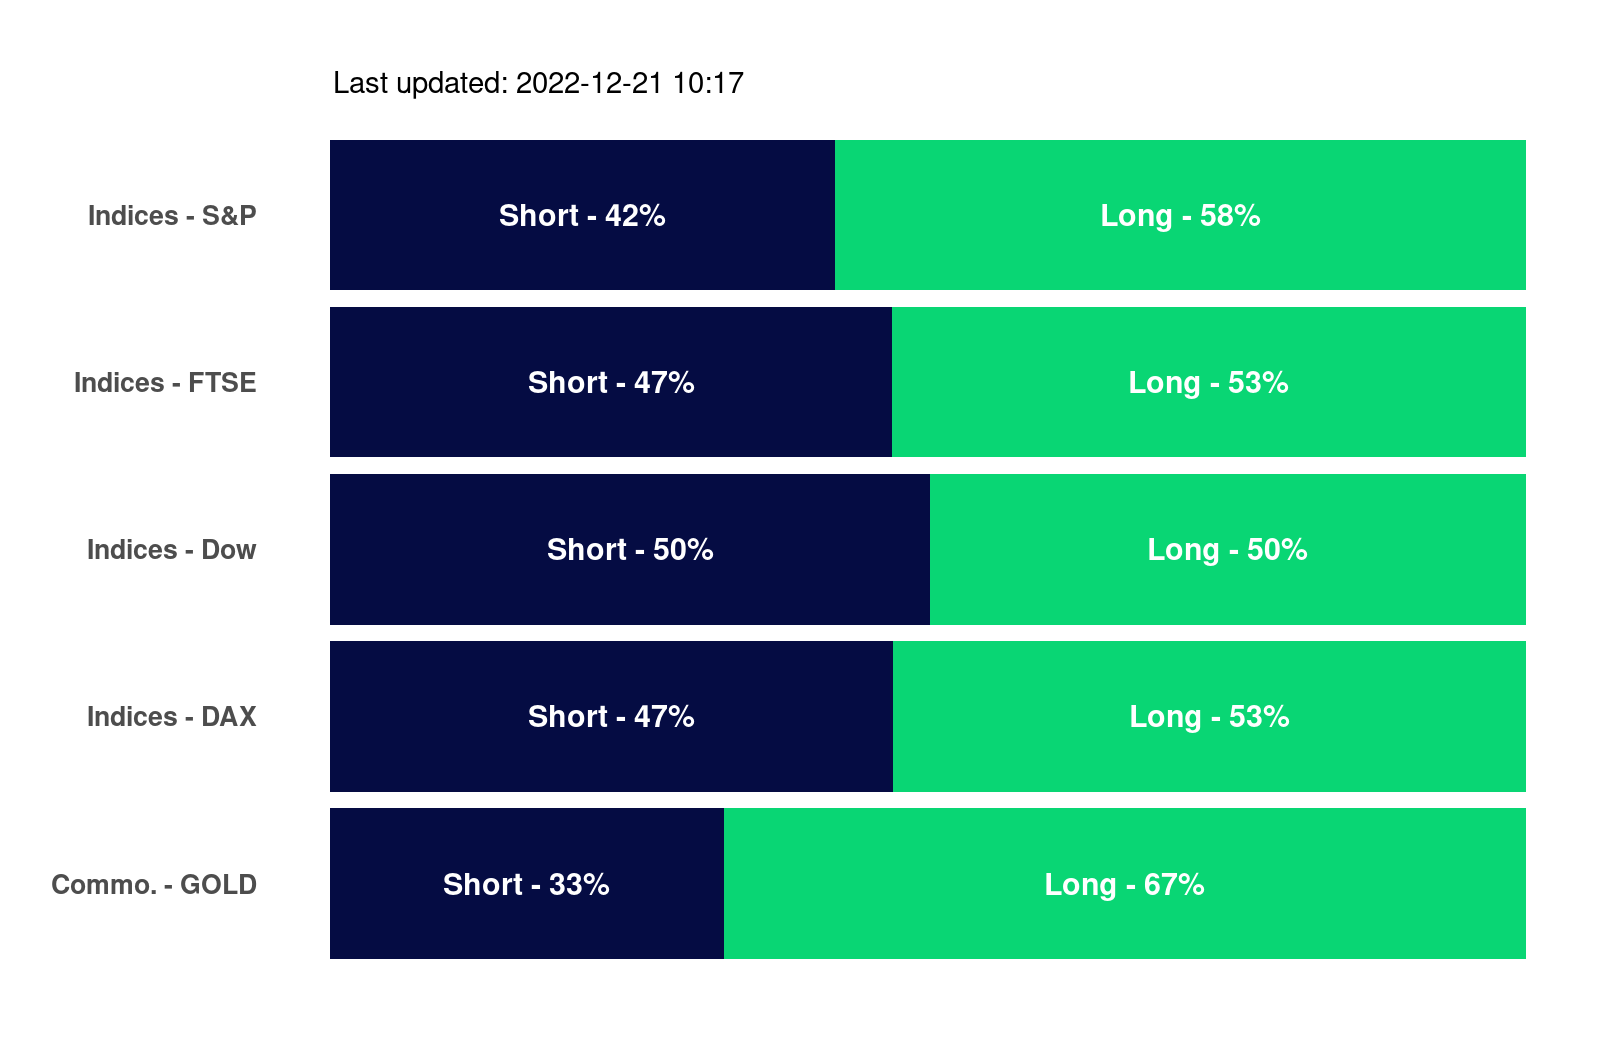 Last updated: 2022-12-21 10:17
Indices - S&P Short - 42% Long - 58%
Indices - FTSE Short - 47% Long - 53%
Indices - Dow Short - 50% Long - 50%
Indices - DAX Short - 47% Long - 53%
Commo. - GOLD Short - 33% Long - 67%